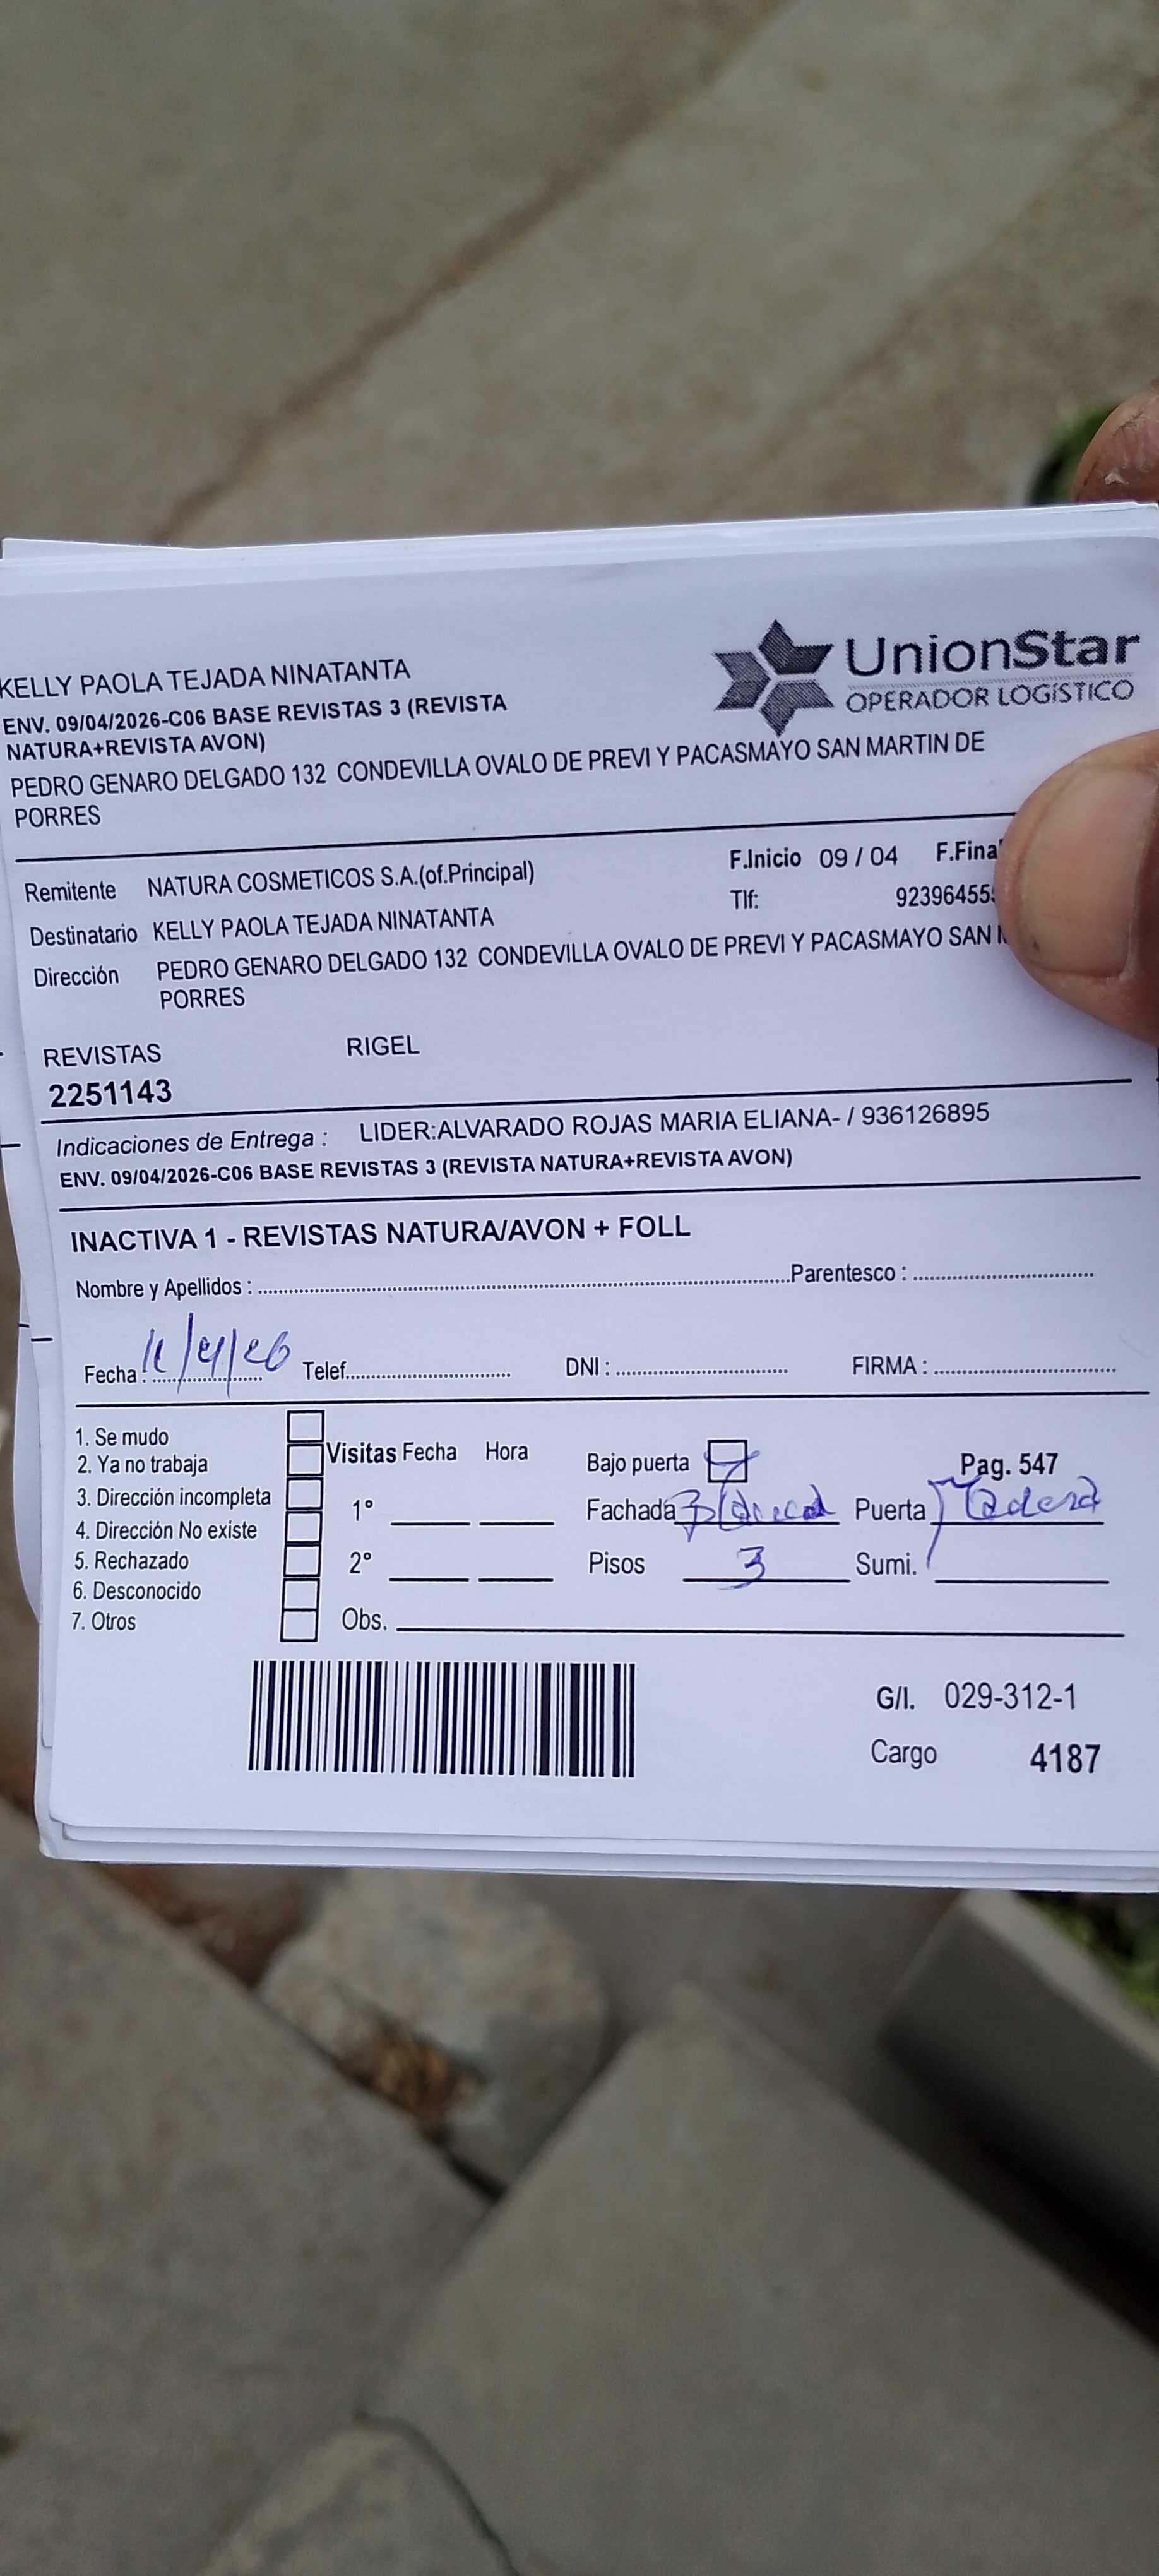 KELLY PAOLA TEJADA NINATANTA
UnionStar
OPERADOR LOGÍSTICO
ENV. 09/04/2026-C06 BASE REVISTAS 3 (REVISTA
NATURA+REVISTA AVON)
PEDRO GENARO DELGADO 132 CONDEVILLA OVALO DE PREVI Y PACASMAYO SAN MARTIN DE
PORRES
Remitente NATURA COSMETICOS S.A.(of.Principal) F.Inicio 09 / 04 F.Final
Destinatario KELLY PAOLA TEJADA NINATANTA Tlf: 92396455
Dirección PEDRO GENARO DELGADO 132 CONDEVILLA OVALO DE PREVI Y PACASMAYO SAN
PORRES
REVISTAS RIGEL
2251143
Indicaciones de Entrega : LIDER:ALVARADO ROJAS MARIA ELIANA- / 936126895
ENV. 09/04/2026-C06 BASE REVISTAS 3 (REVISTA NATURA+REVISTA AVON)
INACTIVA 1 - REVISTAS NATURA/AVON + FOLL
Nombre y Apellidos : Parentesco :
Fecha : 11/4/26 Telef. DNI : FIRMA :
1. Se mudo
2. Ya no trabaja
3. Dirección incompleta
4. Dirección No existe
5. Rechazado
6. Desconocido
7. Otros
Visitas Fecha Hora
1°
2°
Obs.
Bajo puerta Pag. 547
Fachada Blanca Puerta Madera
Pisos 3 Sumi.
G/I. 029-312-1
Cargo 4187